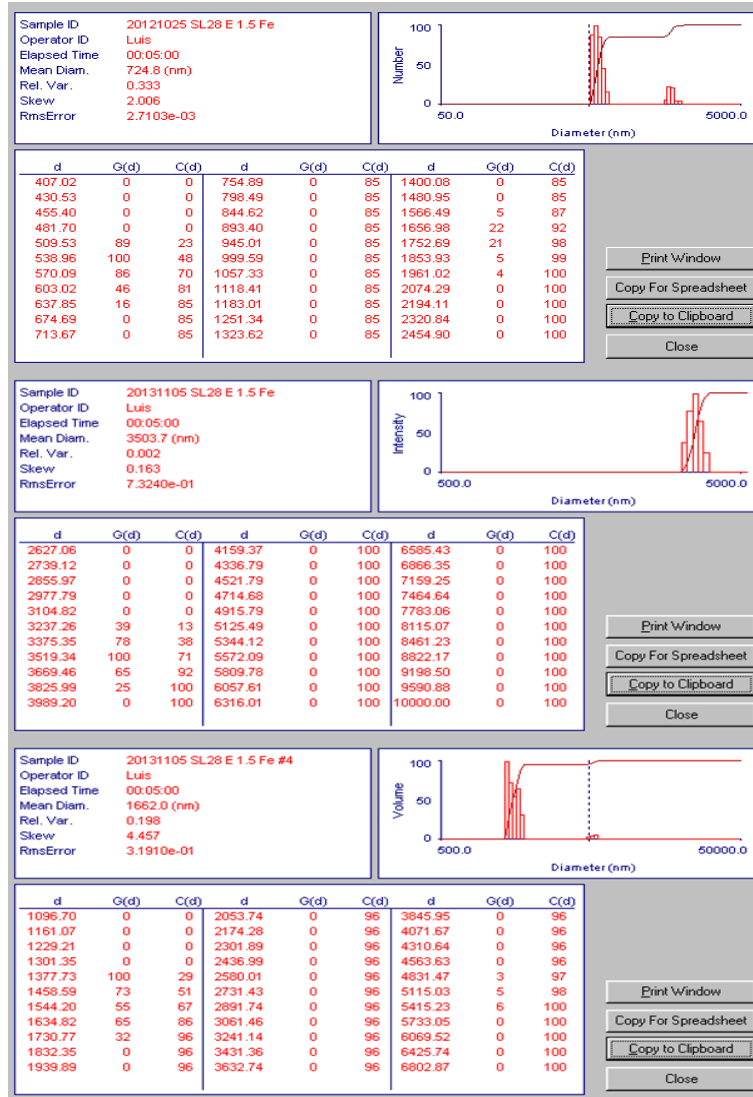 Sample ID 20121025 SL28 E 1.5 Fe
Operator ID Luis
Elapsed Time 00:05:00
Mean Diam. 724.8 (nm)
Rel. Var. 0.333
Skew 2.006
RmsError 2.7103e-03
100
50
0
Number
50.0 5000.0
Diameter (nm)
d G(d) C(d) d G(d) C(d) d G(d) C(d)
407.02 0 0 754.89 0 85 1400.08 0 85
430.53 0 0 798.49 0 85 1480.95 0 85
455.40 0 0 844.62 0 85 1566.49 5 87
481.70 0 0 893.40 0 85 1656.98 22 92
509.53 89 23 945.01 0 85 1752.69 21 98
538.96 100 48 999.59 0 85 1853.93 5 99
570.09 86 70 1057.33 0 85 1961.02 4 100
603.02 46 81 1118.41 0 85 2074.29 0 100
637.85 16 85 1183.01 0 85 2194.11 0 100
674.69 0 85 1251.34 0 85 2320.84 0 100
713.67 0 85 1323.62 0 85 2454.90 0 100
Print Window
Copy For Spreadsheet
Copy to Clipboard
Close
Sample ID 20131105 SL28 E 1.5 Fe
Operator ID Luis
Elapsed Time 00:05:00
Mean Diam. 3503.7 (nm)
Rel. Var. 0.002
Skew 0.163
RmsError 7.3240e-01
100
50
0
Intensity
500.0 5000.0
Diameter (nm)
d G(d) C(d) d G(d) C(d) d G(d) C(d)
2627.06 0 0 4159.37 0 100 6585.43 0 100
2739.12 0 0 4336.79 0 100 6866.35 0 100
2855.97 0 0 4521.79 0 100 7159.25 0 100
2977.79 0 0 4714.68 0 100 7464.64 0 100
3104.82 0 0 4915.79 0 100 7783.06 0 100
3237.26 39 13 5125.49 0 100 8115.07 0 100
3375.35 78 38 5344.12 0 100 8461.23 0 100
3519.34 100 71 5572.09 0 100 8822.17 0 100
3669.46 65 92 5809.78 0 100 9198.50 0 100
3825.99 25 100 6057.61 0 100 9590.88 0 100
3989.20 0 100 6316.01 0 100 10000.00 0 100
Print Window
Copy For Spreadsheet
Copy to Clipboard
Close
Sample ID 20131105 SL28 E 1.5 Fe #4
Operator ID Luis
Elapsed Time 00:05:00
Mean Diam. 1662.0 (nm)
Rel. Var. 0.198
Skew 4.457
RmsError 3.1910e-01
100
50
0
Volume
500.0 50000.0
Diameter (nm)
d G(d) C(d) d G(d) C(d) d G(d) C(d)
1096.70 0 0 2053.74 0 96 3845.95 0 96
1161.07 0 0 2174.28 0 96 4071.67 0 96
1229.21 0 0 2301.89 0 96 4310.64 0 96
1301.35 0 0 2436.99 0 96 4563.63 0 96
1377.73 100 29 2580.01 0 96 4831.47 3 97
1458.59 73 51 2731.43 0 96 5115.03 5 98
1544.20 55 67 2891.74 0 96 5415.23 6 100
1634.82 65 86 3061.46 0 96 5733.05 0 100
1730.77 32 96 3241.14 0 96 6069.52 0 100
1832.35 0 96 3431.36 0 96 6425.74 0 100
1939.89 0 96 3632.74 0 96 6802.87 0 100
Print Window
Copy For Spreadsheet
Copy to Clipboard
Close